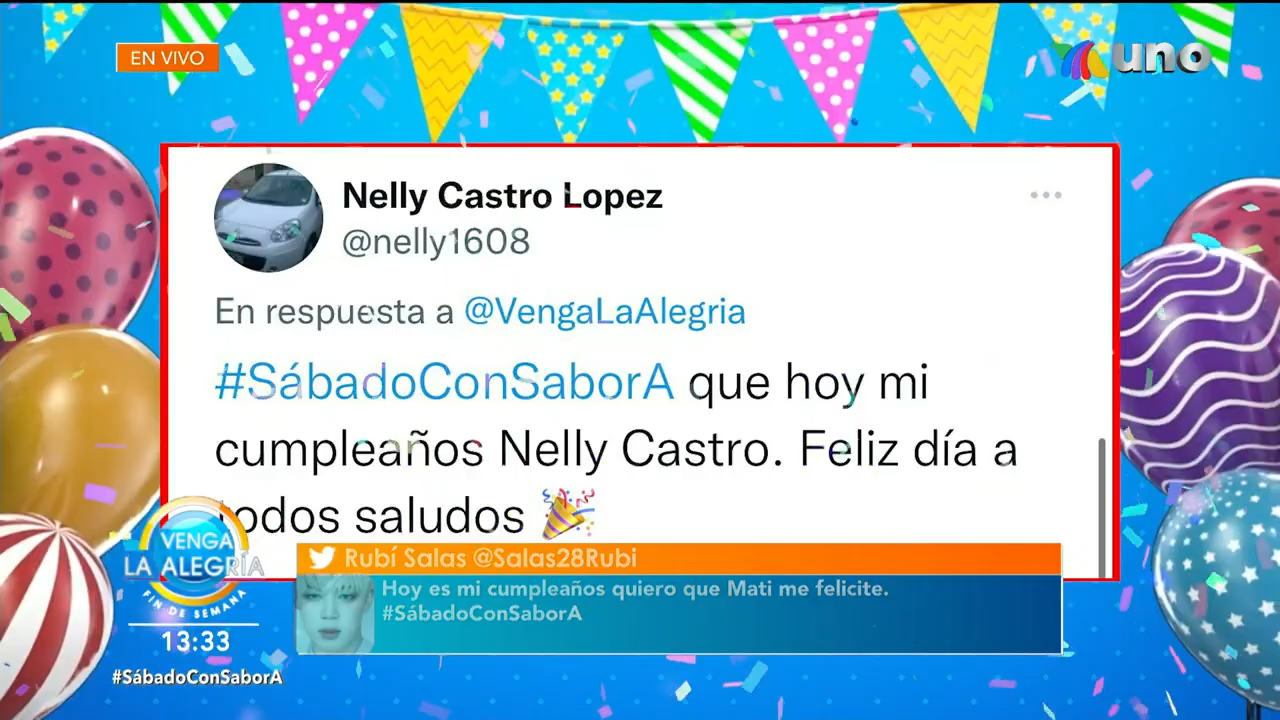 EN VIVO
uno
Nelly Castro Lopez
@nelly1608
En respuesta a @VengaLaAlegria
#SábadoConSaborA que hoy mi
cumpleaños Nelly Castro. Feliz día a
todos saludos 🎉
Rubí Salas @Salas28Rubi
Hoy es mi cumpleaños quiero que Mati me felicite.
#SábadoConSaborA
VENGA
LA ALEGRÍA
FIN DE SEMANA
13:33
#SábadoConSaborA